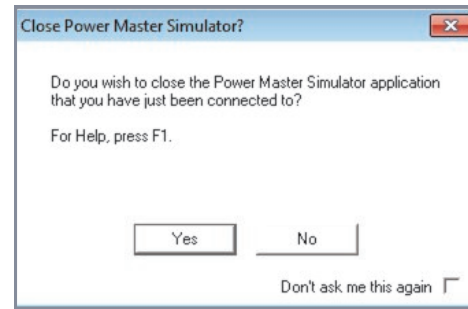 Close Power Master Simulator?
Do you wish to close the Power Master Simulator application
that you have just been connected to?
For Help, press F1.
Yes No
Don't ask me this again